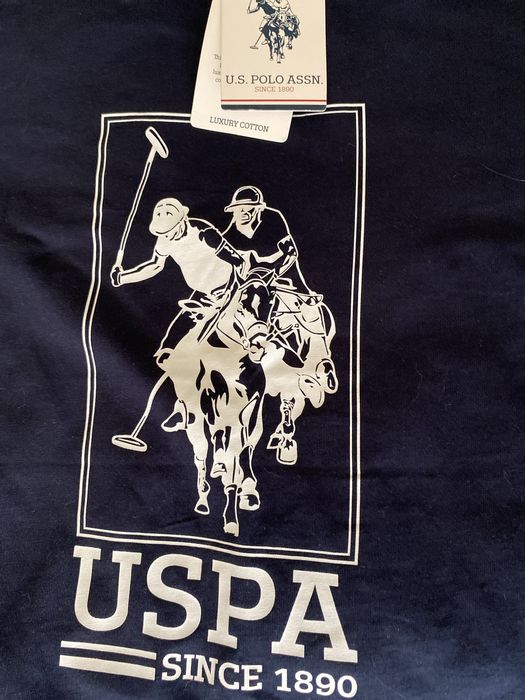 U.S. POLO ASSN.
SINCE 1890
LUXURY COTTON
USPA
SINCE 1890